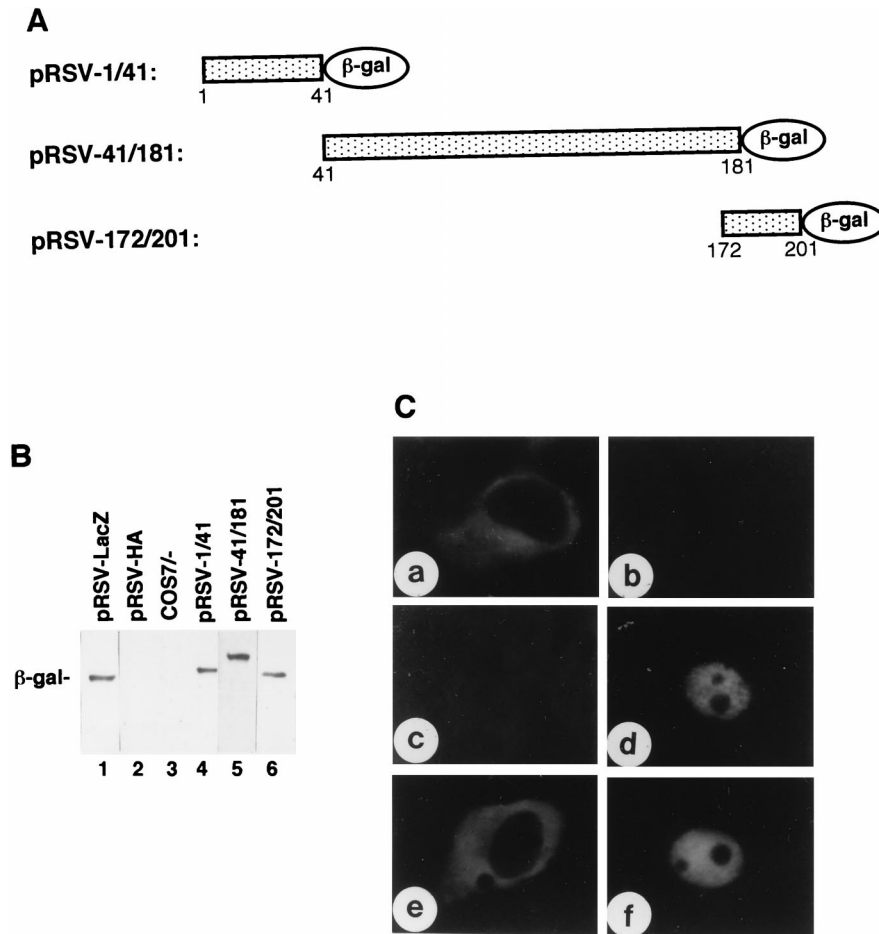 A
pRSV-1/41:
β-gal
1
41
pRSV-41/181:
β-gal
41
181
pRSV-172/201:
β-gal
172
201
B
pRSV-LacZ
pRSV-HA
COS7/-
pRSV-1/41
pRSV-41/181
pRSV-172/201
β-gal-
1 2 3 4 5 6
C
a
b
c
d
e
f